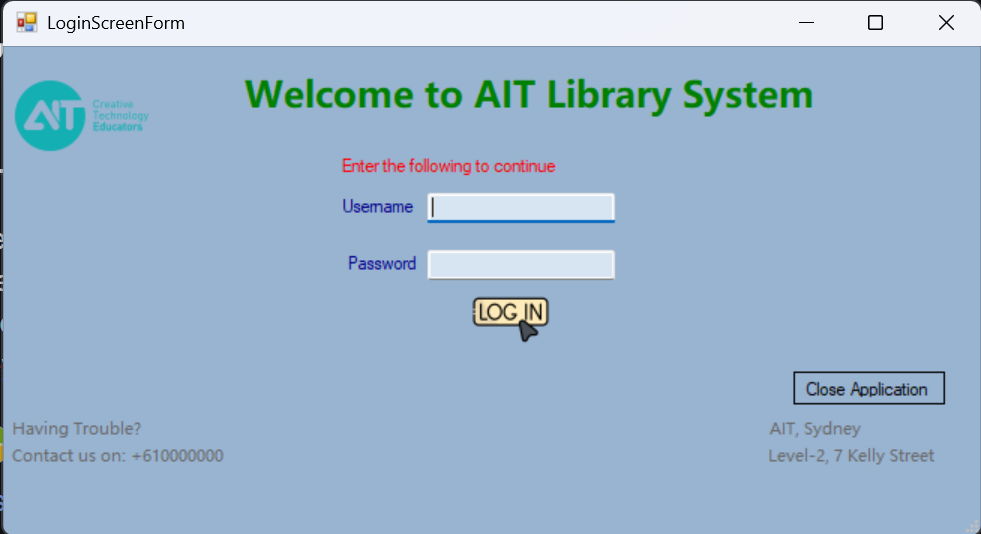 LoginScreenForm
Welcome to AIT Library System
AIT
Creative
Technology
Educators
Enter the following to continue
Username
Password
LOG IN
Close Application
Having Trouble?
Contact us on: +610000000
AIT, Sydney
Level-2, 7 Kelly Street